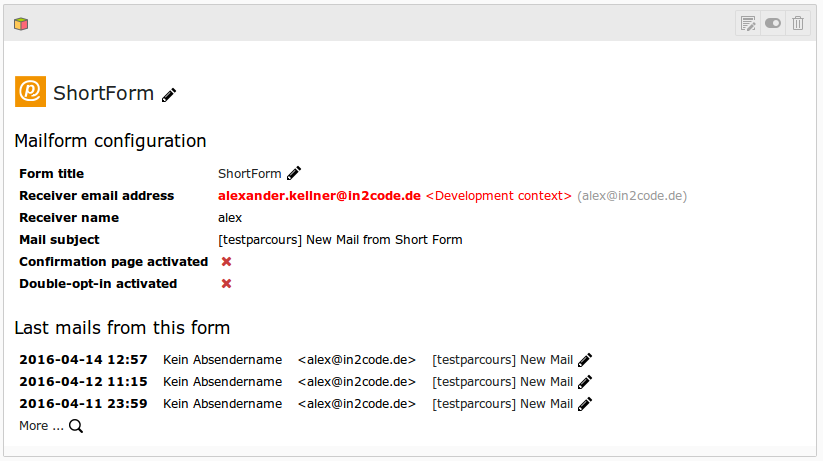 ShortForm
Mailform configuration
Form title ShortForm
Receiver email address alexander.kellner@in2code.de <Development context> (alex@in2code.de)
Receiver name alex
Mail subject [testparcours] New Mail from Short Form
Confirmation page activated
Double-opt-in activated
Last mails from this form
2016-04-14 12:57 Kein Absendername <alex@in2code.de> [testparcours] New Mail
2016-04-12 11:15 Kein Absendername <alex@in2code.de> [testparcours] New Mail
2016-04-11 23:59 Kein Absendername <alex@in2code.de> [testparcours] New Mail
More ...